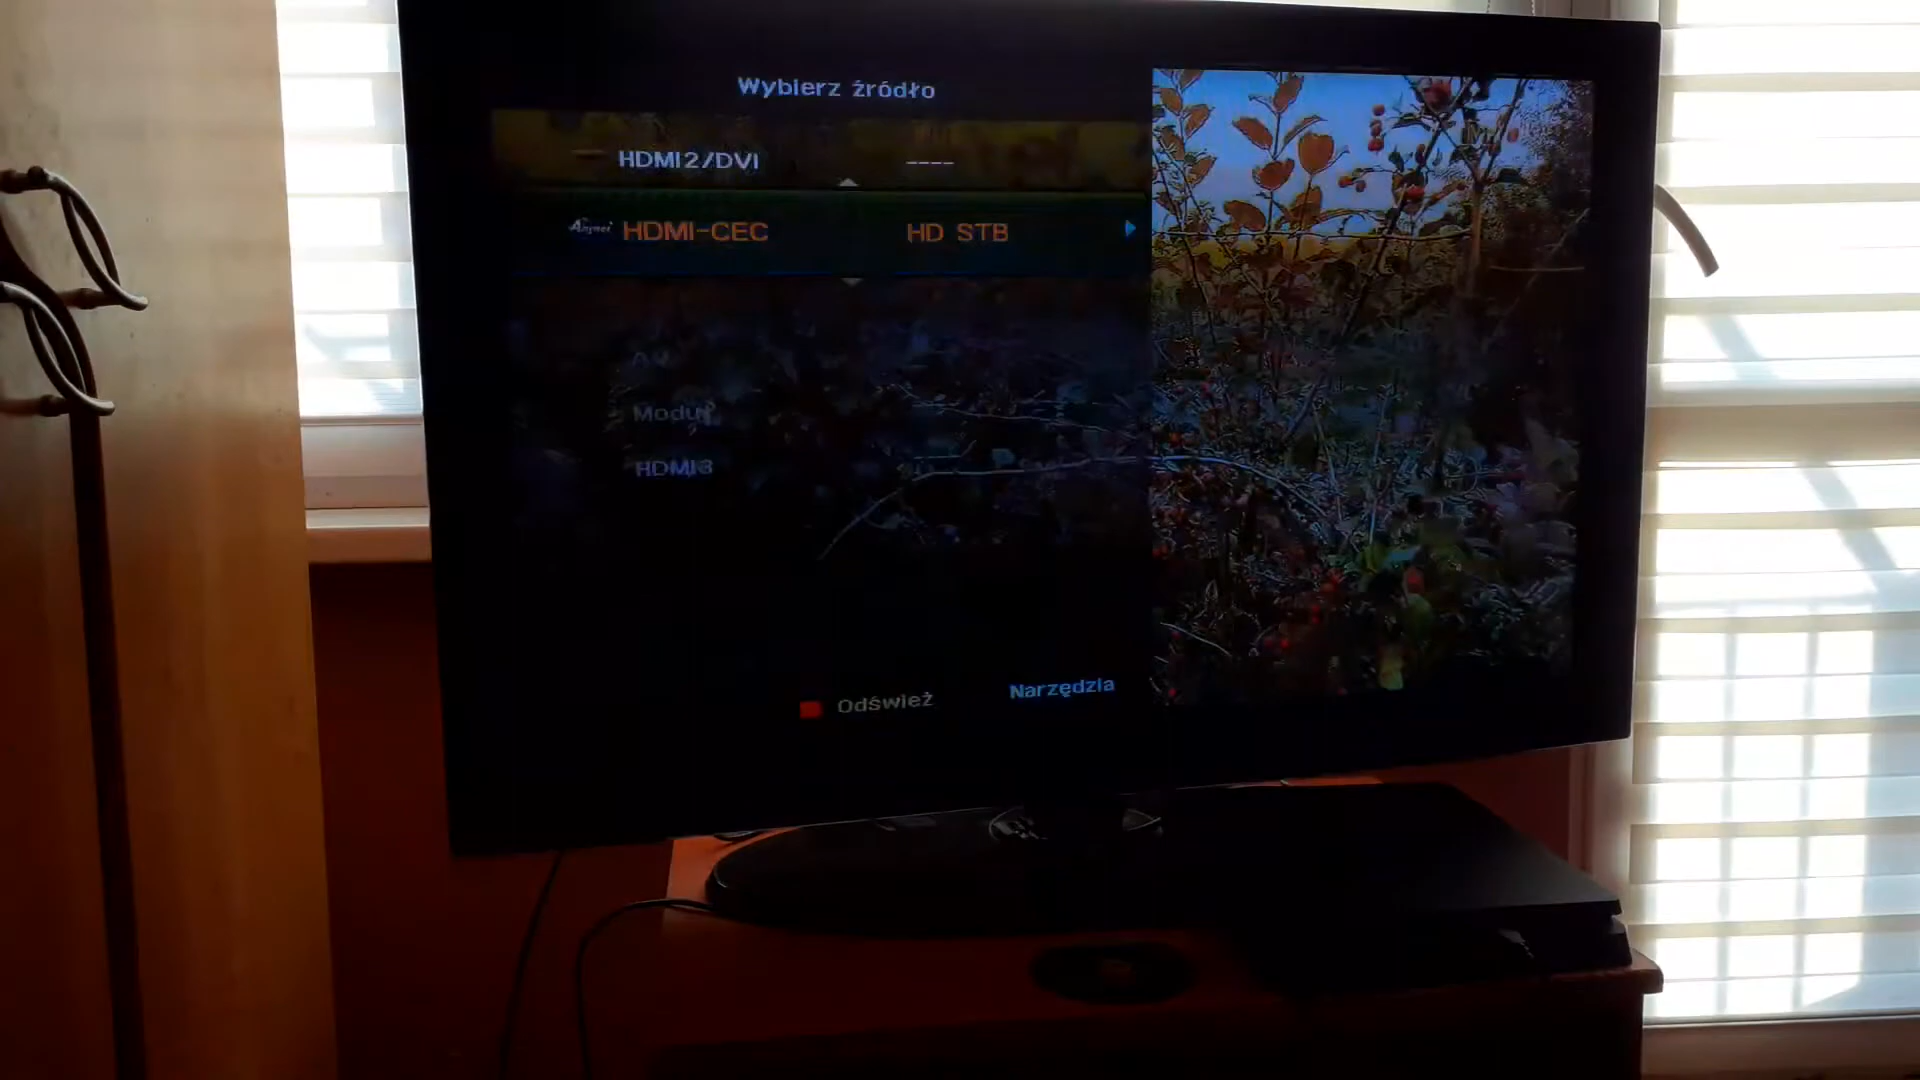 Wybierz źródło
HDMI2/DVI ----
Anynet HDMI-CEC HD STB
AV
Moduł
HDMI3
Odśwież Narzędzia